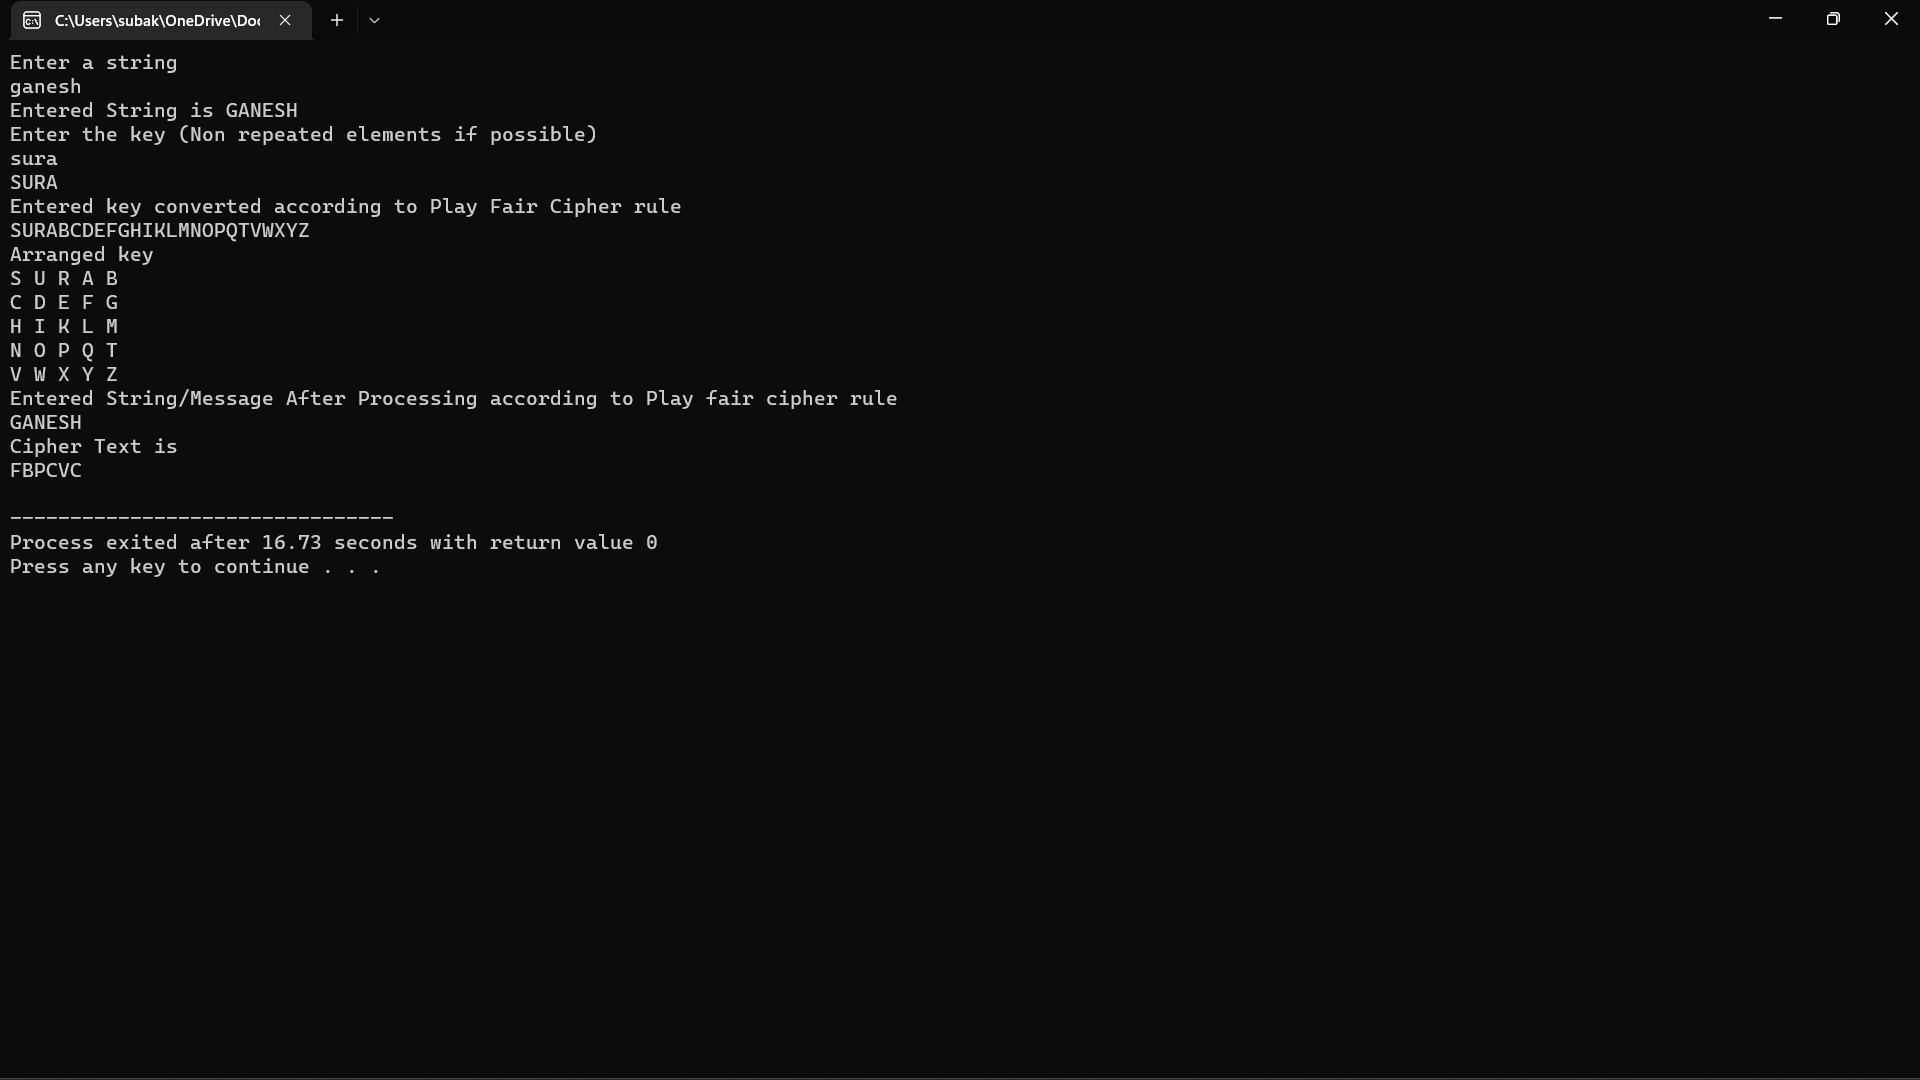 C:\Users\subak\OneDrive\Do
Enter a string
ganesh
Entered String is GANESH
Enter the key (Non repeated elements if possible)
sura
SURA
Entered key converted according to Play Fair Cipher rule
SURABCDEFGHIKLMNOPQTVWXYZ
Arranged key
S U R A B
C D E F G
H I K L M
N O P Q T
V W X Y Z
Entered String/Message After Processing according to Play fair cipher rule
GANESH
Cipher Text is
FBPCVC
--------------------------------
Process exited after 16.73 seconds with return value 0
Press any key to continue . . .